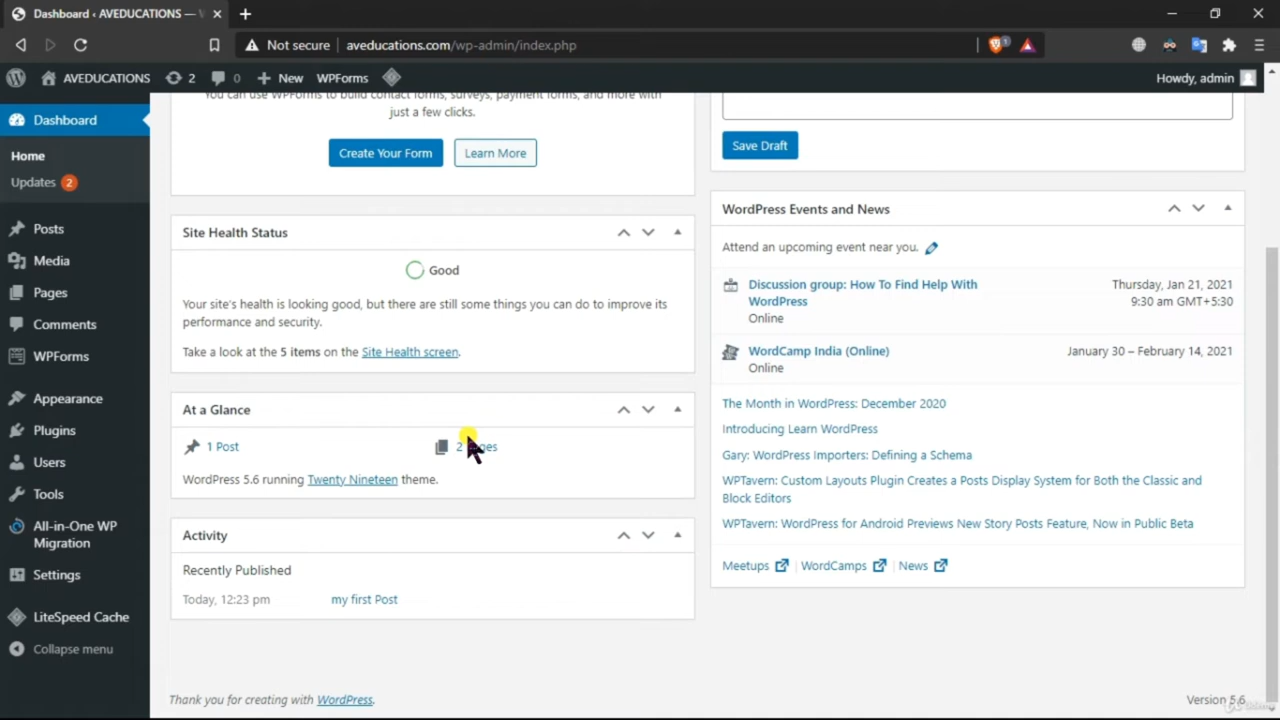 Dashboard ‹ AVEDUCATIONS —
Not secure
aveducations.com/wp-admin/index.php
1
AVEDUCATIONS
2
0
New
WPForms
Howdy, admin
Dashboard
Home
Updates 2
Posts
Media
Pages
Comments
WPForms
Appearance
Plugins
Users
Tools
All-in-One WP
Migration
Settings
LiteSpeed Cache
Collapse menu
You can use WPForms to build contact forms, surveys, payment forms, and more with
just a few clicks.
Create Your Form
Learn More
Site Health Status
Good
Your site's health is looking good, but there are still some things you can do to improve its
performance and security.
Take a look at the 5 items on the Site Health screen.
At a Glance
1 Post
2
WordPress 5.6 running Twenty Nineteen theme.
Activity
Recently Published
Today, 12:23 pm
my first Post
Save Draft
WordPress Events and News
Attend an upcoming event near you.
Discussion group: How To Find Help With
WordPress
Online
Thursday, Jan 21, 2021
9:30 am GMT+5:30
WordCamp India (Online)
Online
January 30 – February 14, 2021
The Month in WordPress: December 2020
Introducing Learn WordPress
Gary: WordPress Importers: Defining a Schema
WPTavern: Custom Layouts Plugin Creates a Posts Display System for Both the Classic and
Block Editors
WPTavern: WordPress for Android Previews New Story Posts Feature, Now in Public Beta
Meetups
WordCamps
News
Thank you for creating with WordPress.
Version 5.6